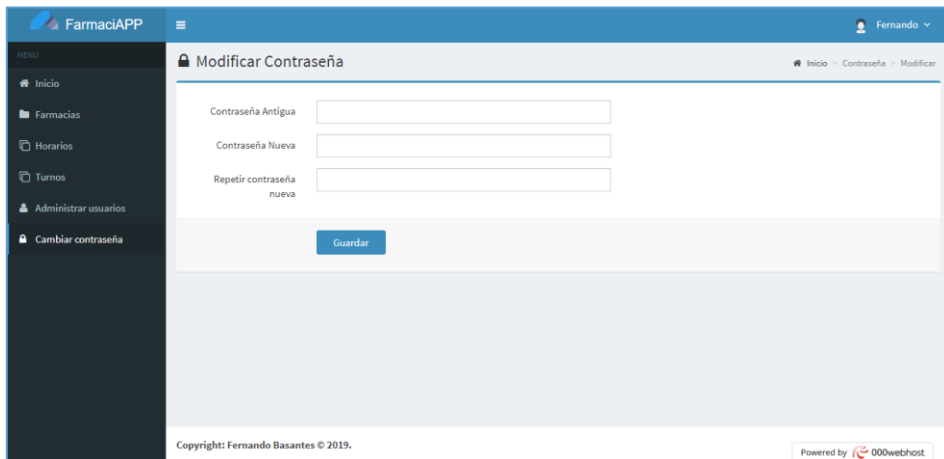 FarmaciAPP
Fernando
MENU
Inicio
Farmacias
Horarios
Turnos
Administrar usuarios
Cambiar contraseña
Modificar Contraseña
Inicio > Contraseña > Modificar
Contraseña Antigua
Contraseña Nueva
Repetir contraseña
nueva
Guardar
Copyright: Fernando Basantes © 2019.
Powered by 000webhost